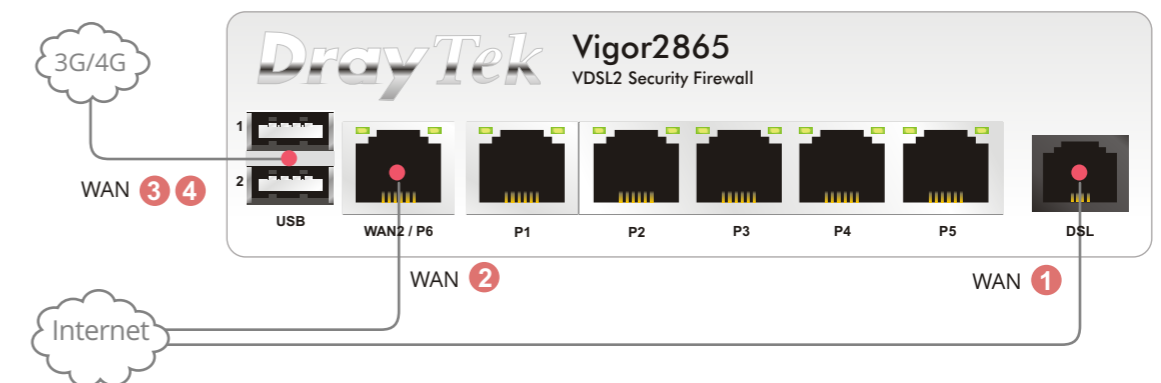 3G/4G
DrayTek
Vigor2865
VDSL2 Security Firewall
1
2
USB
WAN2 / P6
P1
P2
P3
P4
P5
DSL
WAN 3 4
WAN 2
WAN 1
Internet